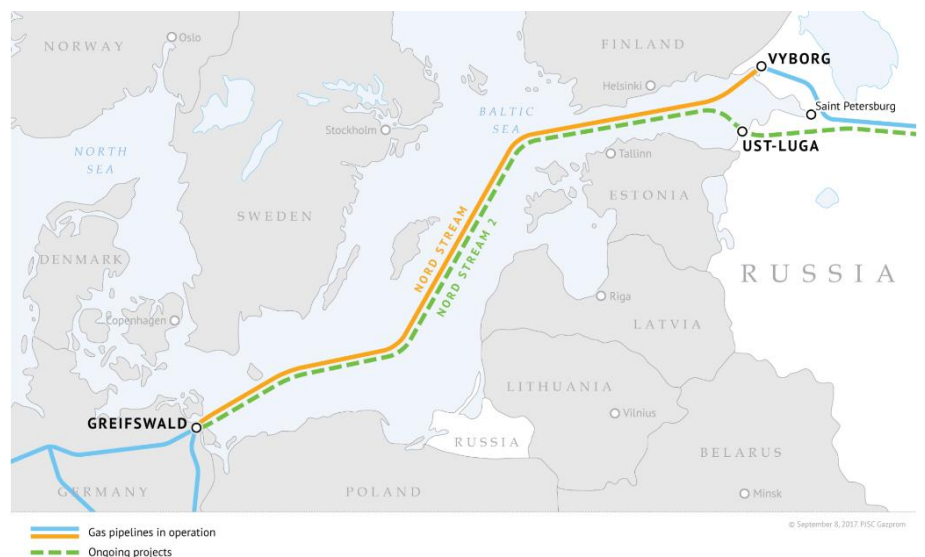 NORWAY
Oslo
FINLAND
VYBORG
Helsinki
Saint Petersburg
BALTIC
SEA
Stockholm
UST-LUGA
NORTH
SEA
Tallinn
ESTONIA
SWEDEN
NORD STREAM
NORD STREAM 2
DENMARK
RUSSIA
Riga
Copenhagen
LATVIA
LITHUANIA
Vilnius
GREIFSWALD
RUSSIA
BELARUS
GERMANY
POLAND
Minsk
© September 8, 2017 PJSC Gazprom
Gas pipelines in operation
Ongoing projects